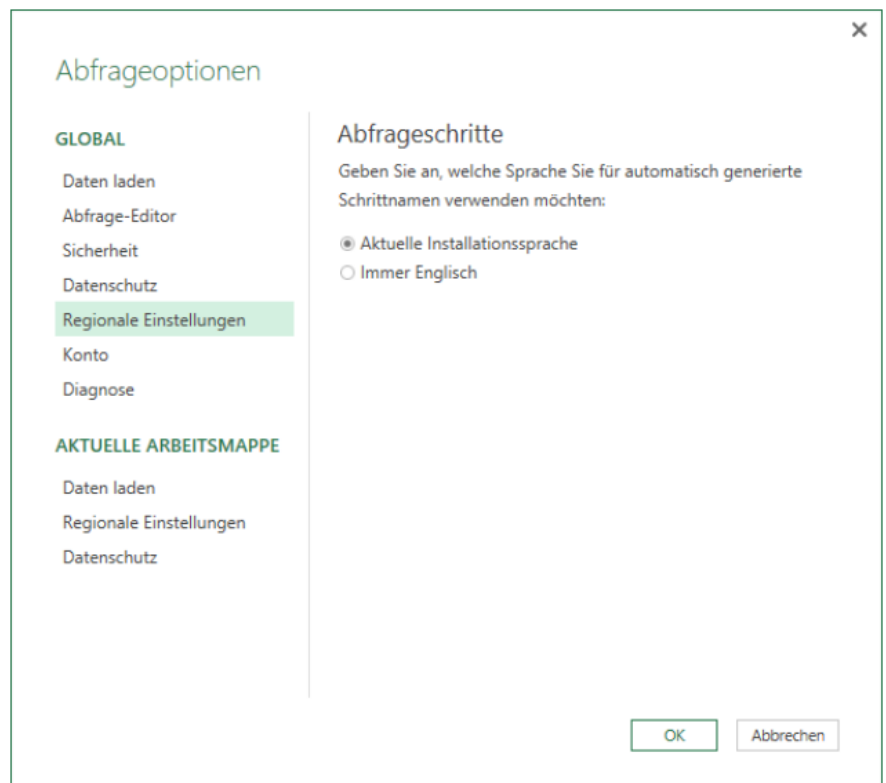 Abfrageoptionen
GLOBAL
Daten laden
Abfrage-Editor
Sicherheit
Datenschutz
Regionale Einstellungen
Konto
Diagnose
AKTUELLE ARBEITSMAPPE
Daten laden
Regionale Einstellungen
Datenschutz
Abfrageschritte
Geben Sie an, welche Sprache Sie für automatisch generierte
Schrittnamen verwenden möchten:
Aktuelle Installationssprache
Immer Englisch
OK
Abbrechen